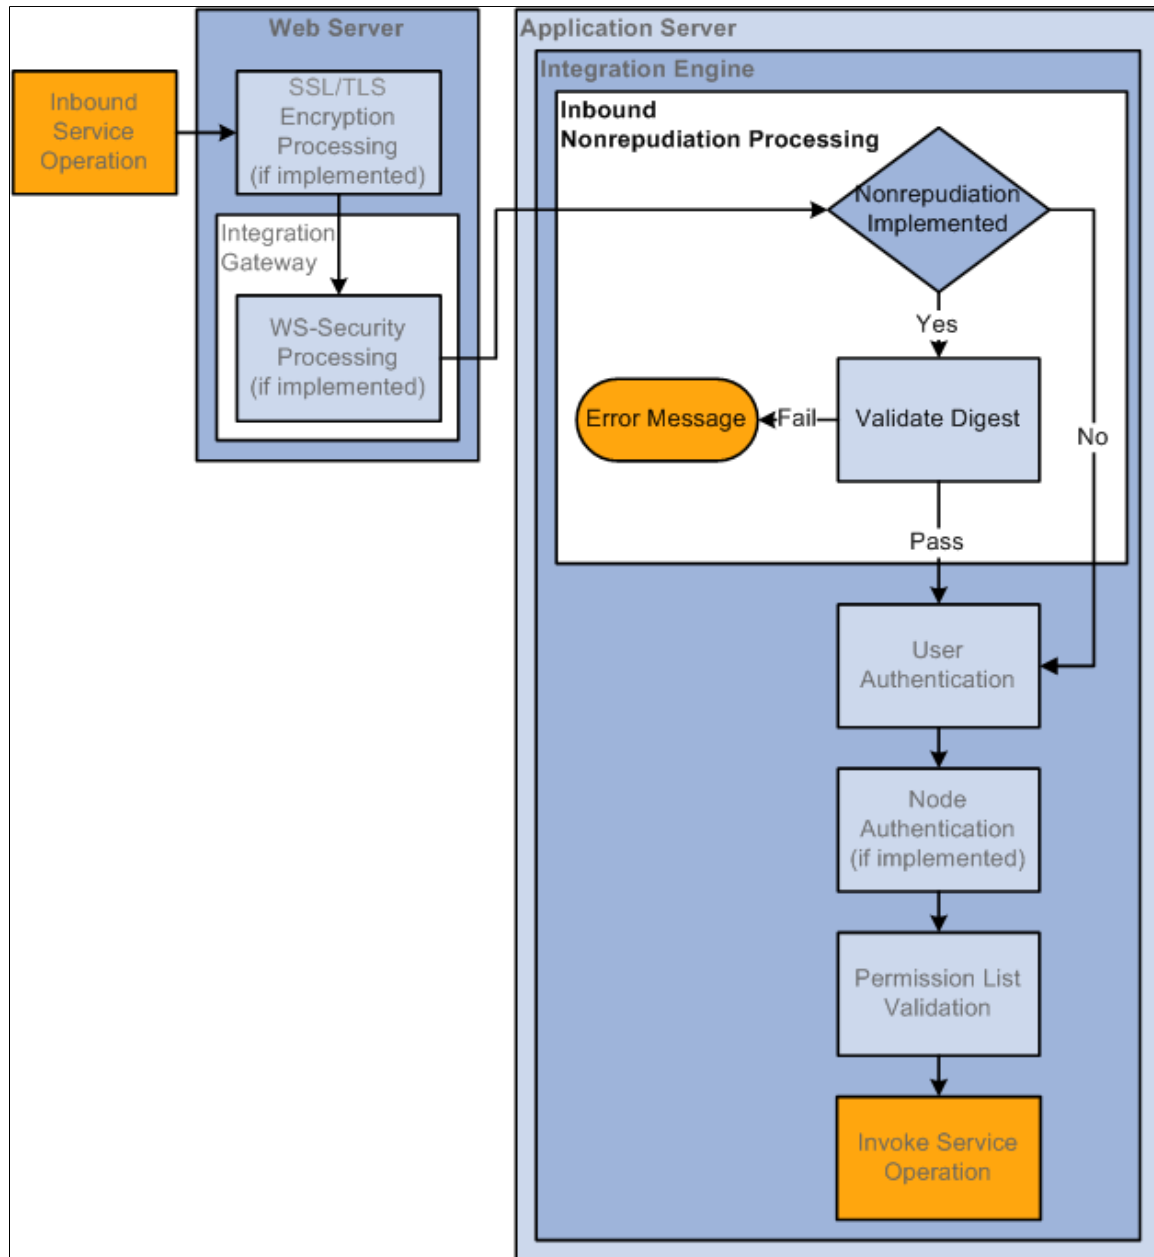 Web Server
Application Server
Integration Engine
Inbound
Service
Operation
SSL/TLS
Encryption
Processing
(if implemented)
Integration
Gateway
WS-Security
Processing
(if implemented)
Inbound
Nonrepudiation Processing
Nonrepudiation
Implemented
Yes
No
Validate Digest
Fail
Error Message
Pass
User
Authentication
Node
Authentication
(if implemented)
Permission List
Validation
Invoke Service
Operation